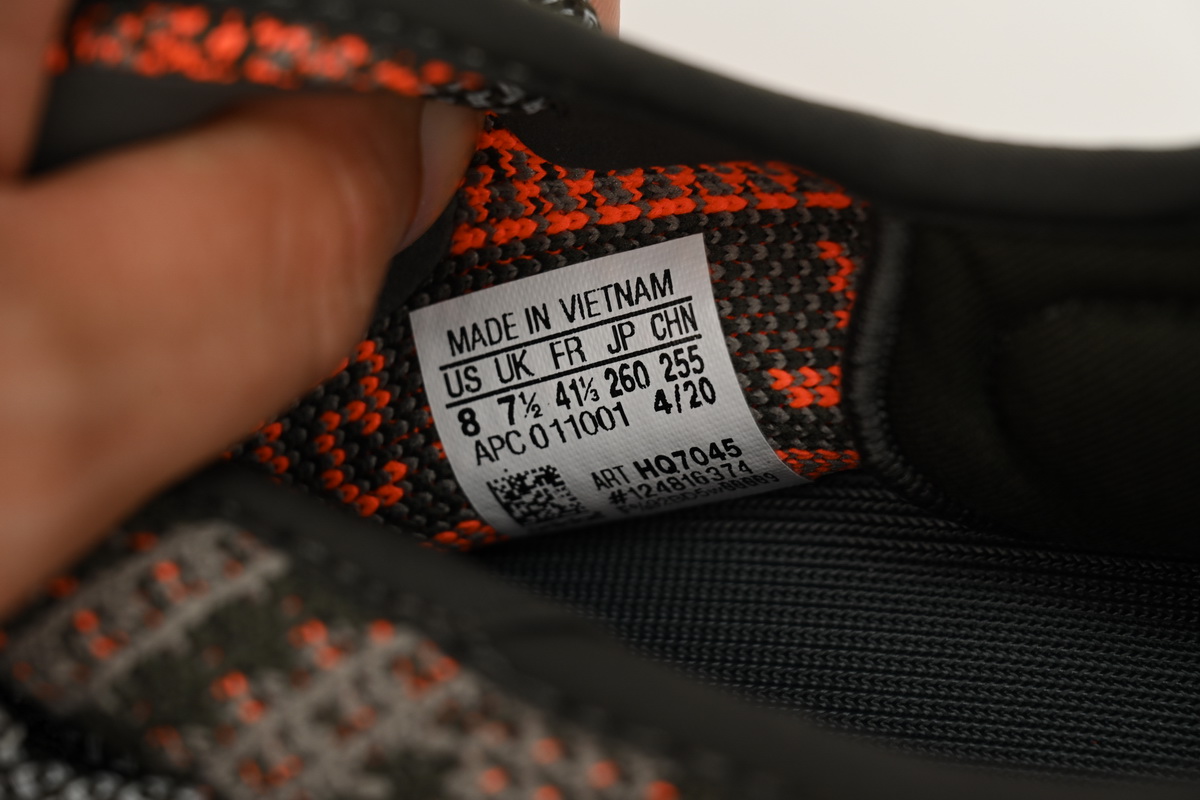 MADE IN VIETNAM
US UK FR JP CHN
8 7½ 41⅓ 260 255
APC 011001 4/20
ART HQ7045
#124816374